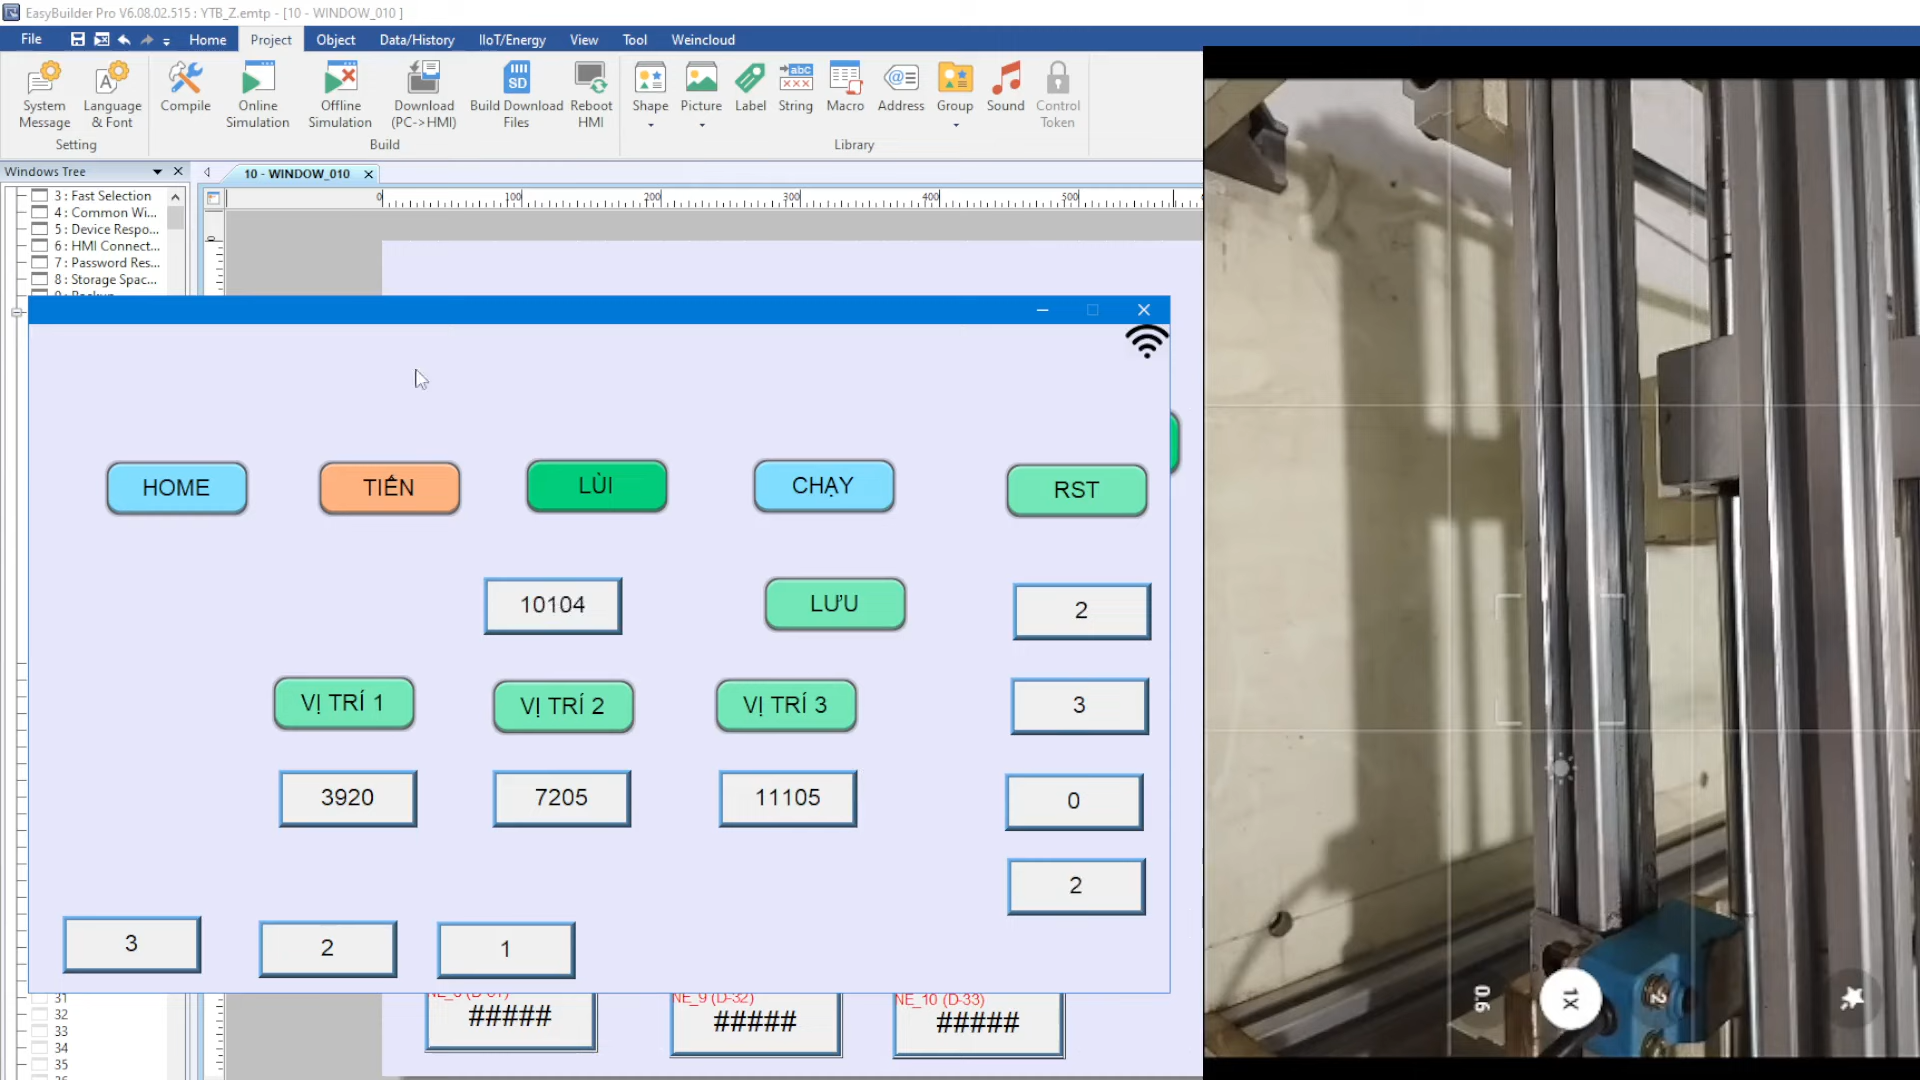 EasyBuilder Pro V6.08.02.515 : YTB_Z.emtp - [10 - WINDOW_010 ]
File Home Project Object Data/History IIoT/Energy View Tool Weincloud
System Message
Language & Font
Compile
Online Simulation
Offline Simulation
Download (PC->HMI)
Build Download Files
Reboot HMI
Shape
Picture
Label
String
Macro
Address
Group
Sound
Control Token
Setting
Build
Library
Windows Tree
10 - WINDOW_010
3 : Fast Selection
4 : Common Wi...
5 : Device Respo...
6 : HMI Connect...
7 : Password Res...
8 : Storage Spac...
0 100 200 300 400 500
HOME TIẾN LÙI CHẠY RST
10104 LƯU 2
VỊ TRÍ 1 VỊ TRÍ 2 VỊ TRÍ 3 3
3920 7205 11105 0
2
3 2 1
NE_9 (D-32) NE_10 (D-33)
##### ##### #####
31
32
33
34
35
0.6 1X 2